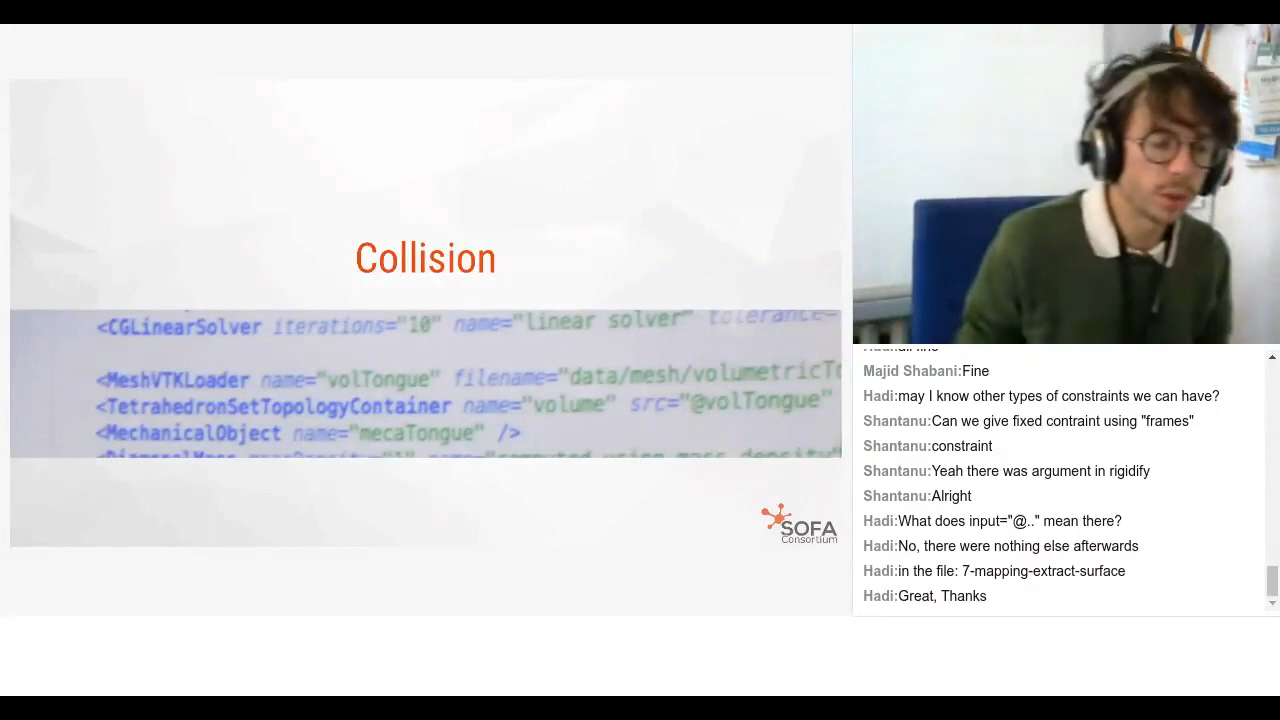 Collision
<CGLinearSolver iterations="10" name="linear solver" tolerance=
<MeshVTKLoader name="volTongue" filename="data/mesh/volumetricTo
<TetrahedronSetTopologyContainer name="volume" src="@volTongue"
<MechanicalObject name="mecaTongue" />
SOFA
Consortium
Majid Shabani:Fine
Hadi:may I know other types of constraints we can have?
Shantanu:Can we give fixed contraint using "frames"
Shantanu:constraint
Shantanu:Yeah there was argument in rigidify
Shantanu:Alright
Hadi:What does input="@.." mean there?
Hadi:No, there were nothing else afterwards
Hadi:in the file: 7-mapping-extract-surface
Hadi:Great, Thanks